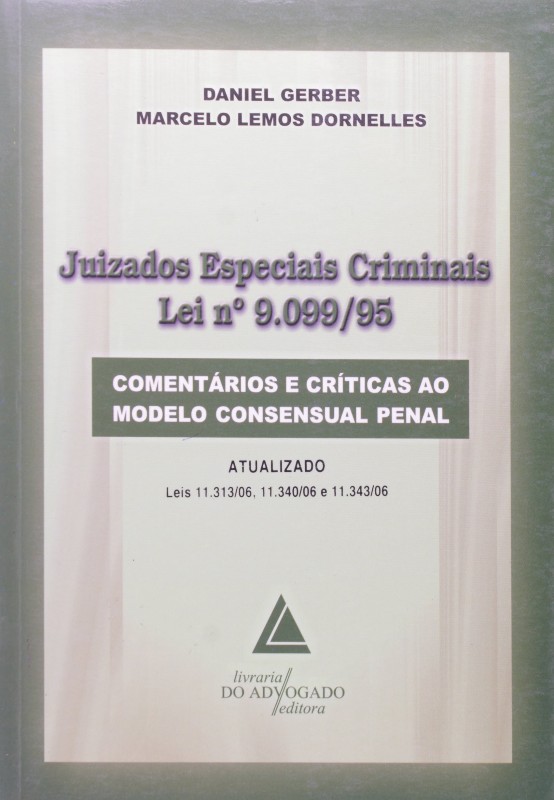 DANIEL GERBER
MARCELO LEMOS DORNELLES
Juizados Especiais Criminais
Lei nº 9.099/95
COMENTÁRIOS E CRÍTICAS AO
MODELO CONSENSUAL PENAL
ATUALIZADO
Leis 11.313/06, 11.340/06 e 11.343/06
livraria
DO ADVOGADO
editora